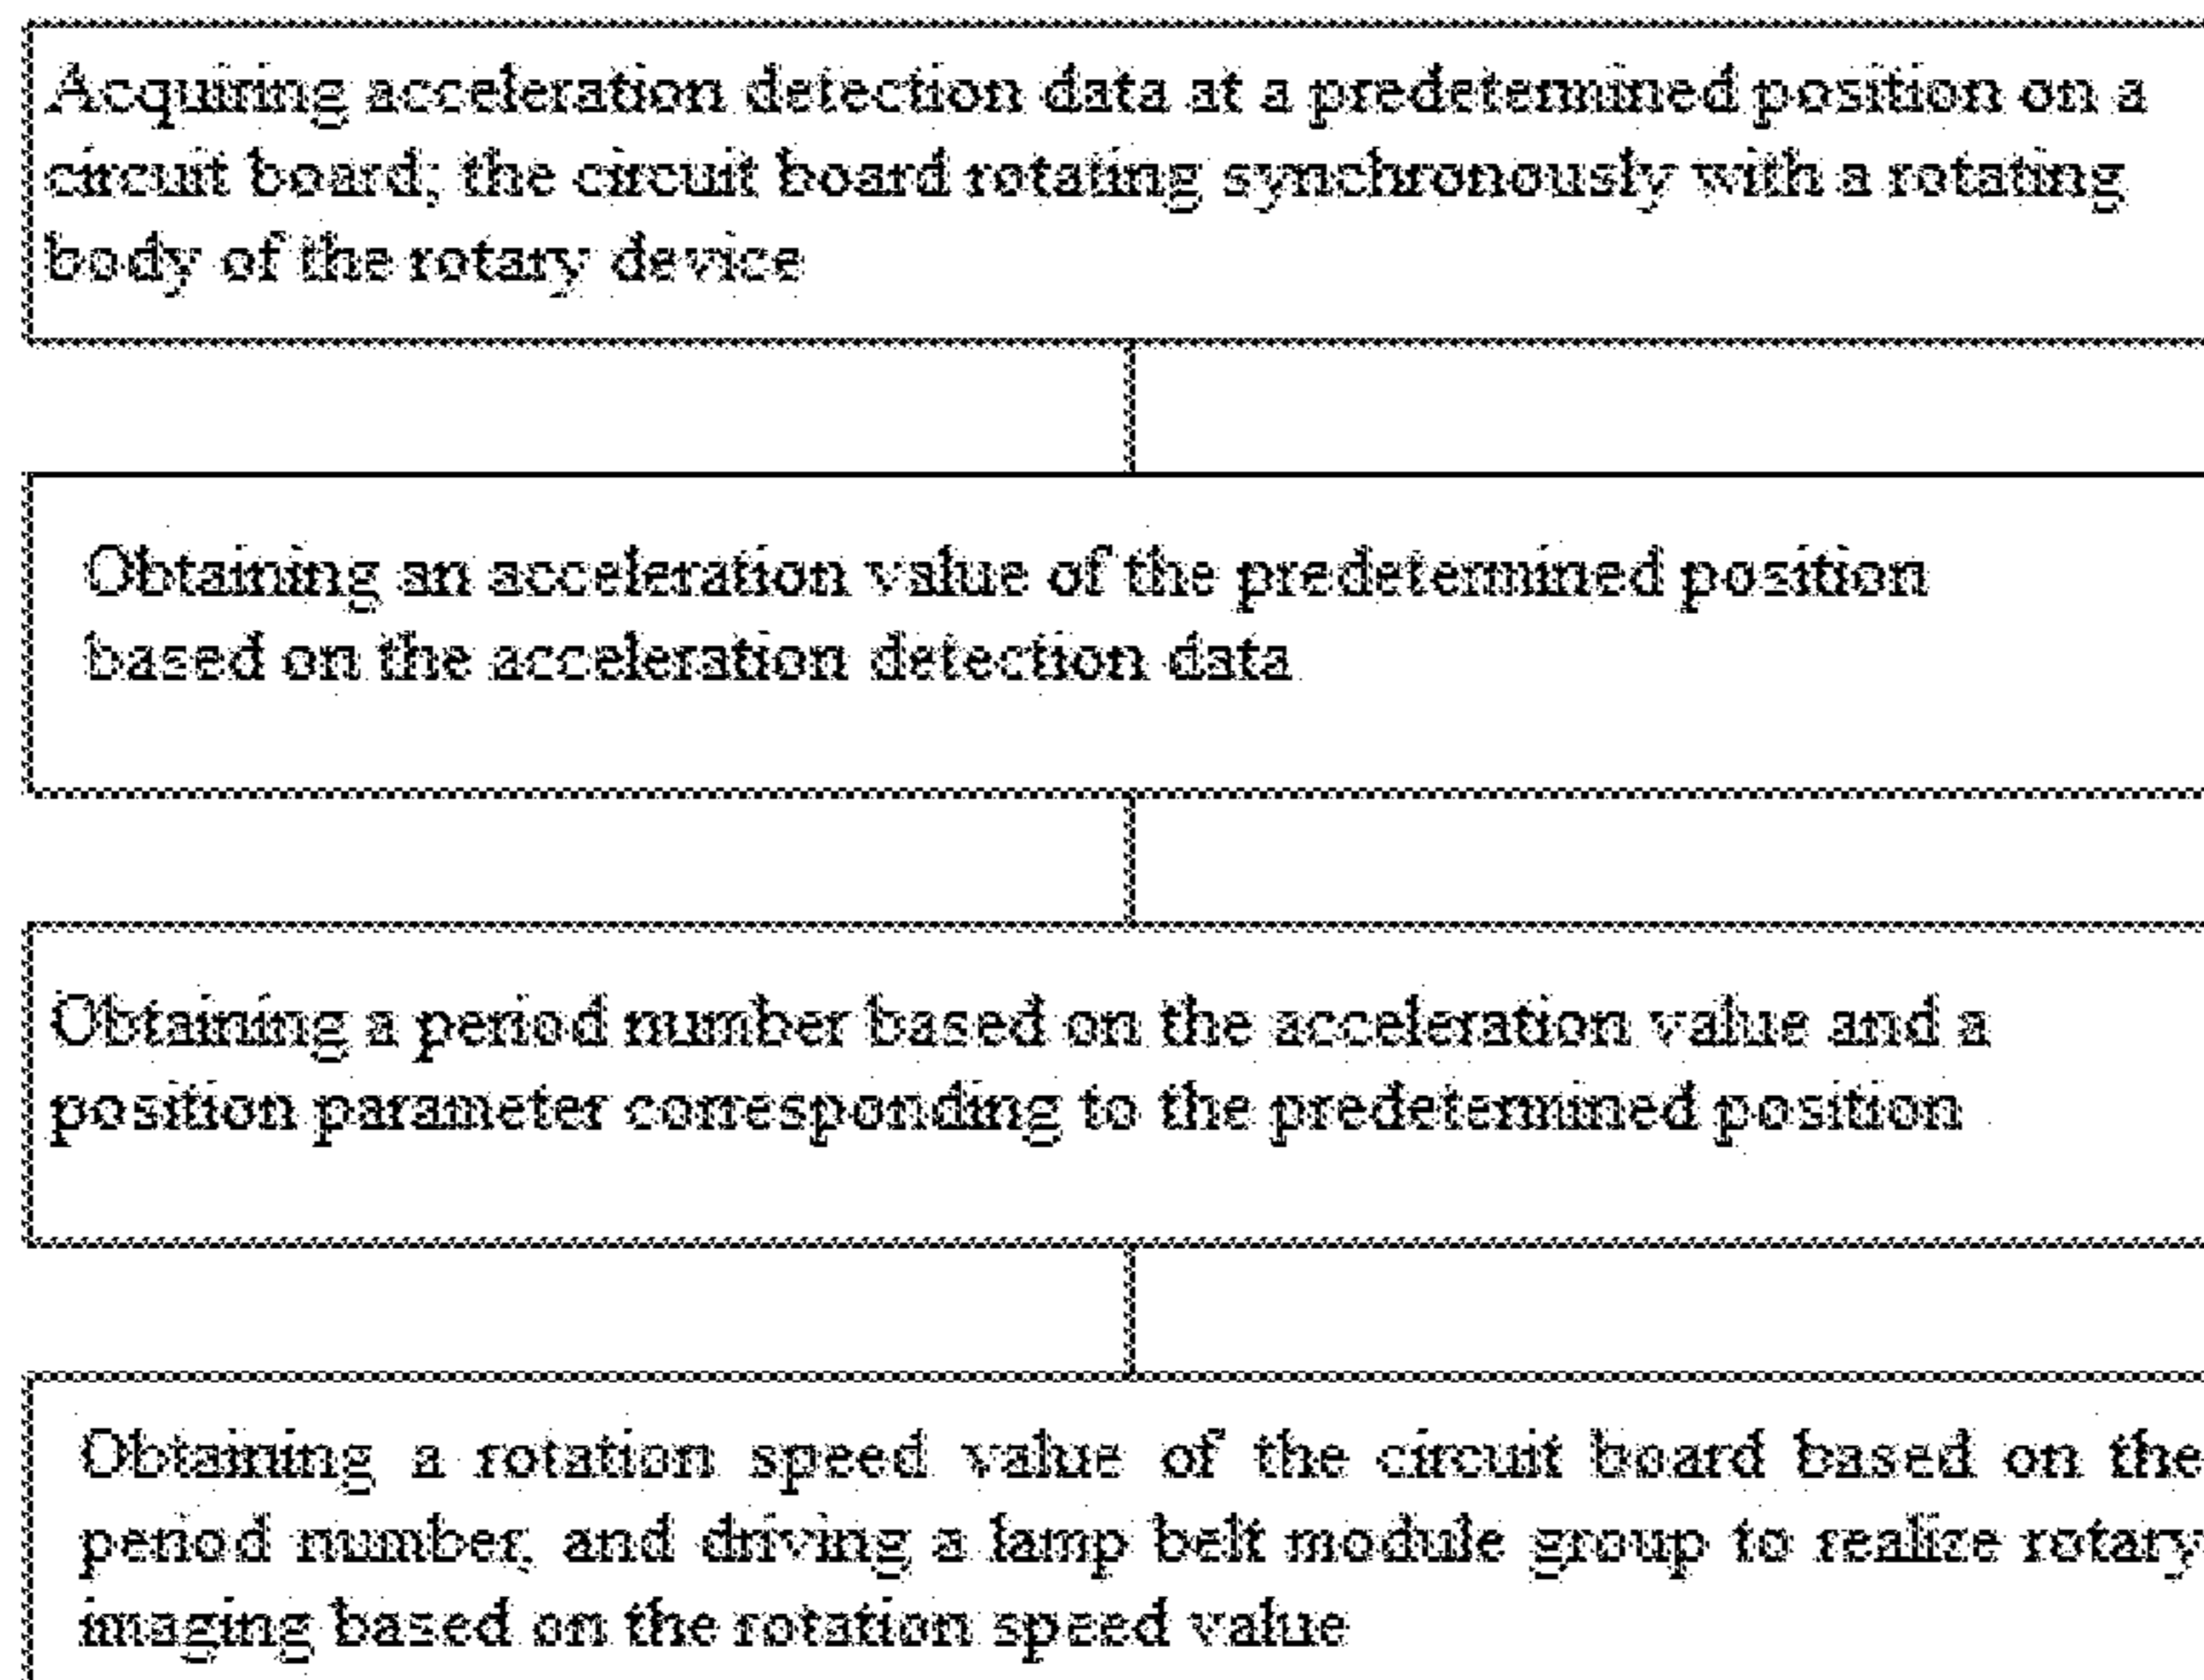 Acquiring acceleration detection data at a predetermined position on a
circuit board; the circuit board rotating synchronously with a rotating
body of the rotary device
Obtaining an acceleration value of the predetermined position
based on the acceleration detection data
Obtaining a period number based on the acceleration value and a
position parameter corresponding to the predetermined position
Obtaining a rotation speed value of the circuit board based on the
period number, and driving a lamp belt module group to realize rotary
imaging based on the rotation speed value